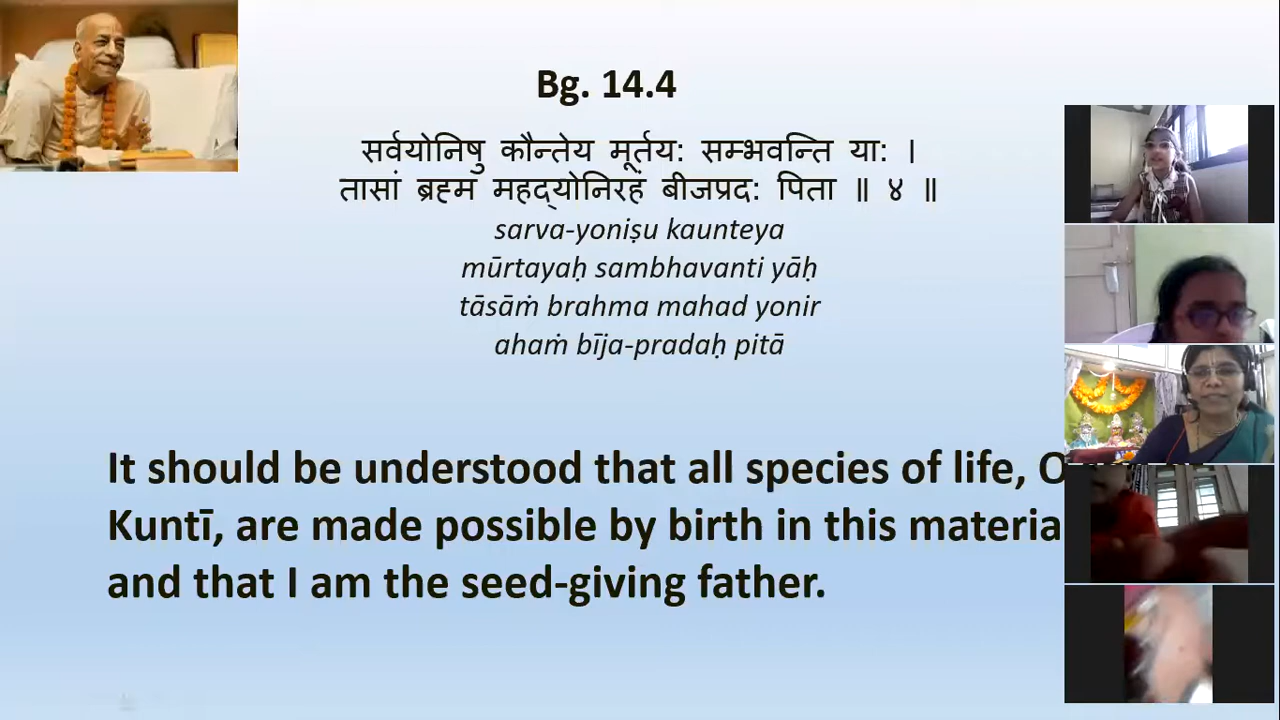 Bg. 14.4
सर्वयोनिषु कौन्तेय मूर्तय: सम्भवन्ति या: ।
तासां ब्रह्म महद्योनिरहं बीजप्रद: पिता ॥ ४ ॥
sarva-yoniṣu kaunteya
mūrtayaḥ sambhavanti yāḥ
tāsāṁ brahma mahad yonir
ahaṁ bīja-pradaḥ pitā
It should be understood that all species of life, O
Kuntī, are made possible by birth in this materia
and that I am the seed-giving father.